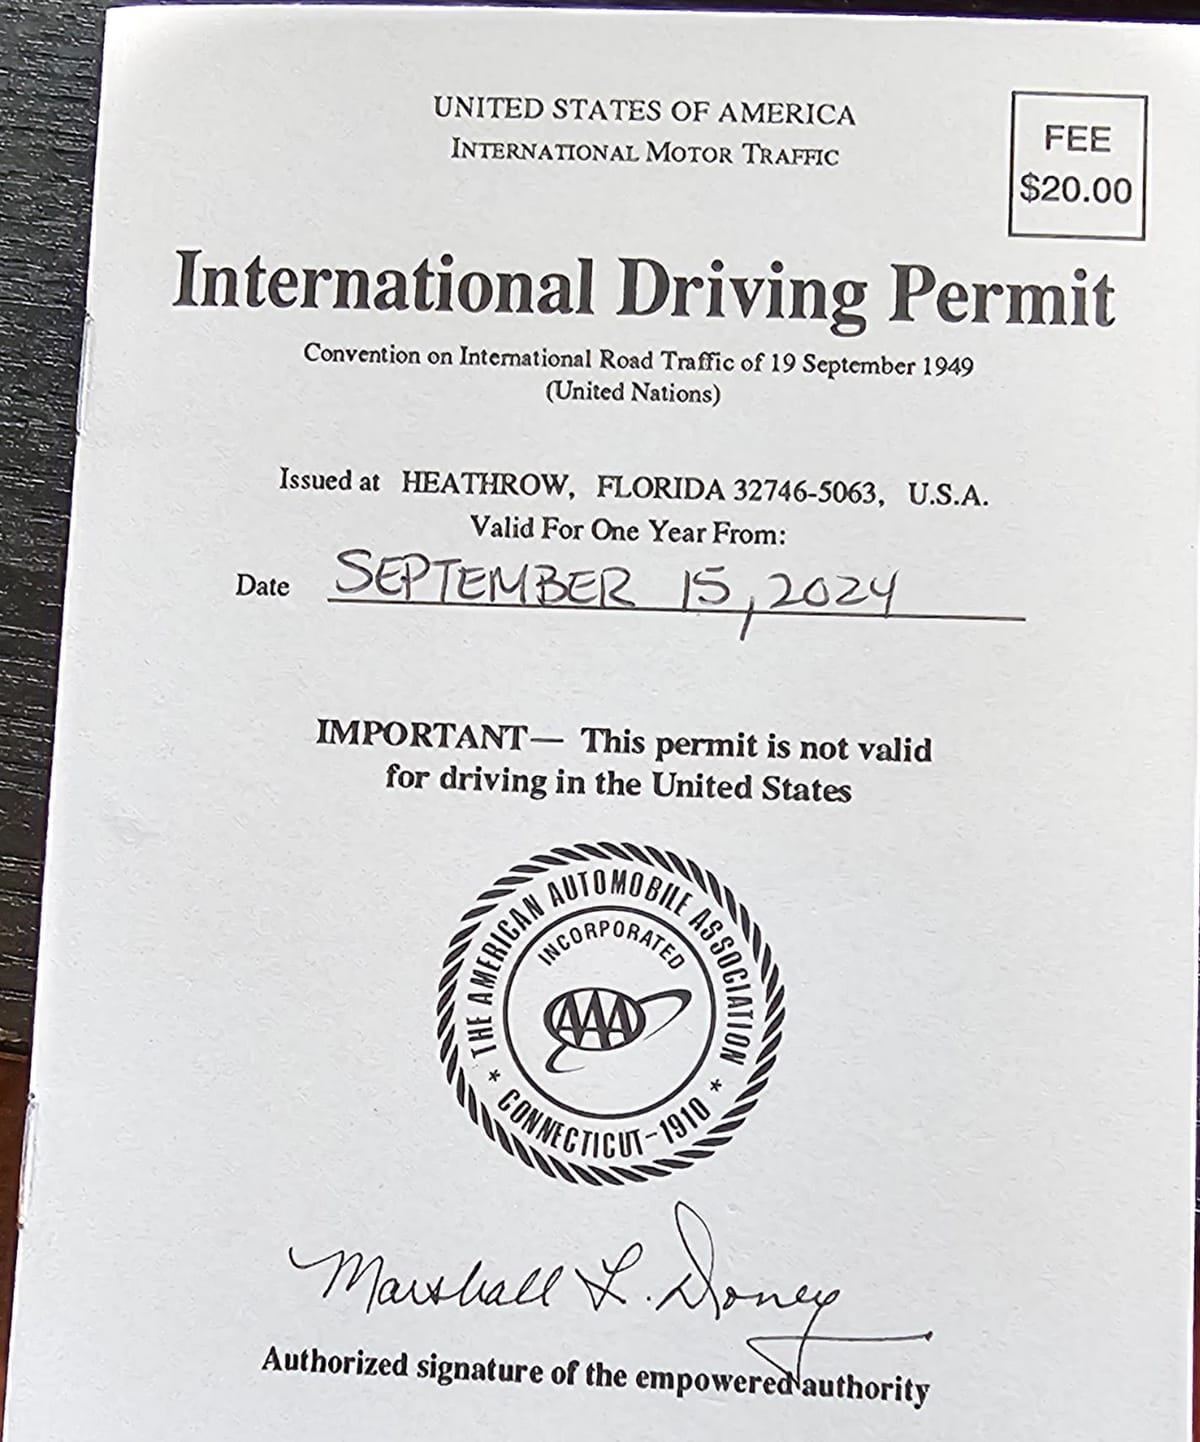 UNITED STATES OF AMERICA
INTERNATIONAL MOTOR TRAFFIC
FEE
$20.00
International Driving Permit
Convention on International Road Traffic of 19 September 1949
(United Nations)
Issued at HEATHROW, FLORIDA 32746-5063, U.S.A.
Valid For One Year From:
Date SEPTEMBER 15, 2024
IMPORTANT— This permit is not valid
for driving in the United States
THE AMERICAN AUTOMOBILE ASSOCIATION
INCORPORATED
AAA
* CONNECTICUT-1910 *
Marshall L. Doney
Authorized signature of the empowered authority